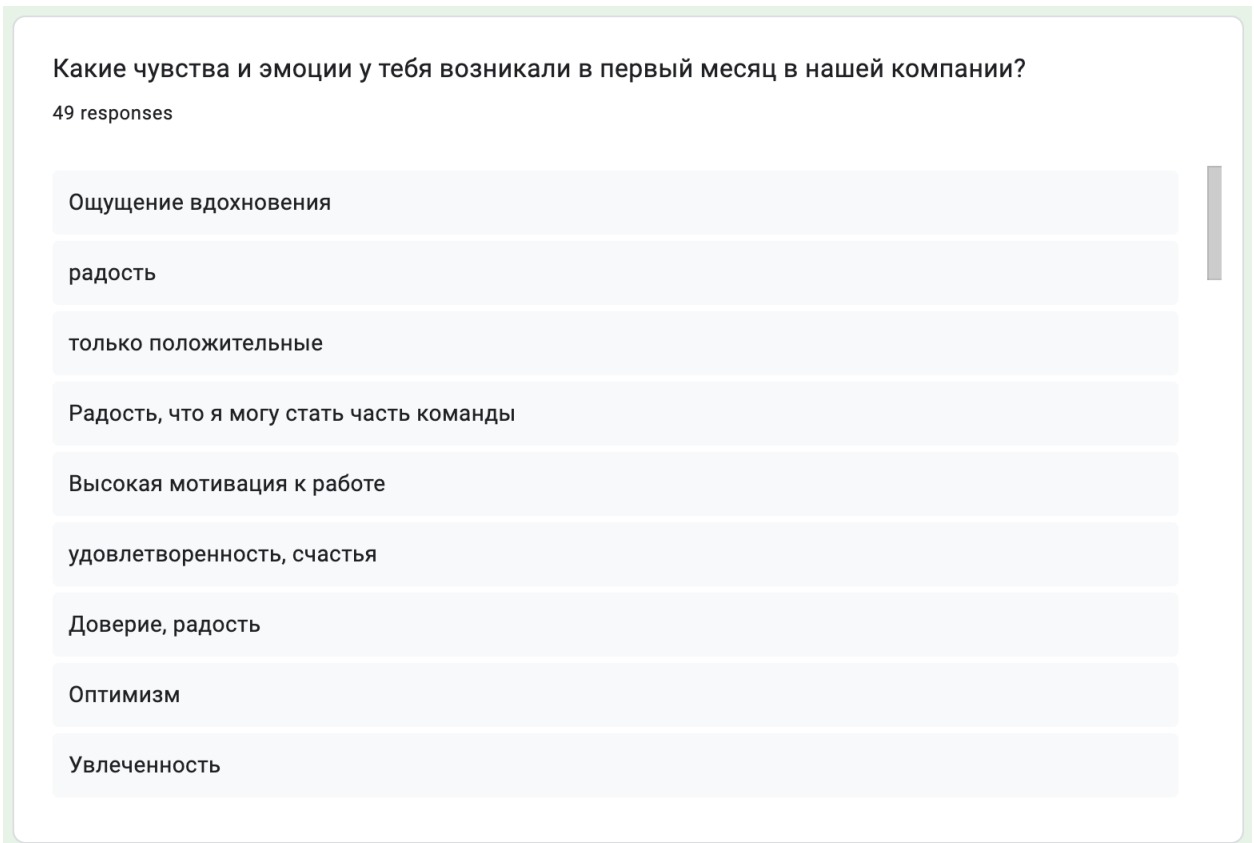 Какие чувства и эмоции у тебя возникали в первый месяц в нашей компании?
49 responses
Ощущение вдохновения
радость
только положительные
Радость, что я могу стать часть команды
Высокая мотивация к работе
удовлетворенность, счастья
Доверие, радость
Оптимизм
Увлеченность